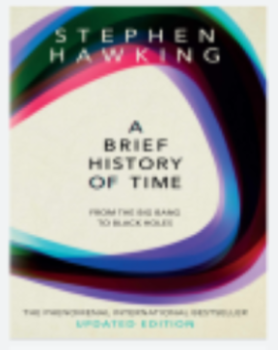 STEPHEN
HAWKING
A
BRIEF
HISTORY
OF TIME
FROM THE BIG BANG
TO BLACK HOLES
THE PHENOMENAL INTERNATIONAL BESTSELLER
UPDATED EDITION